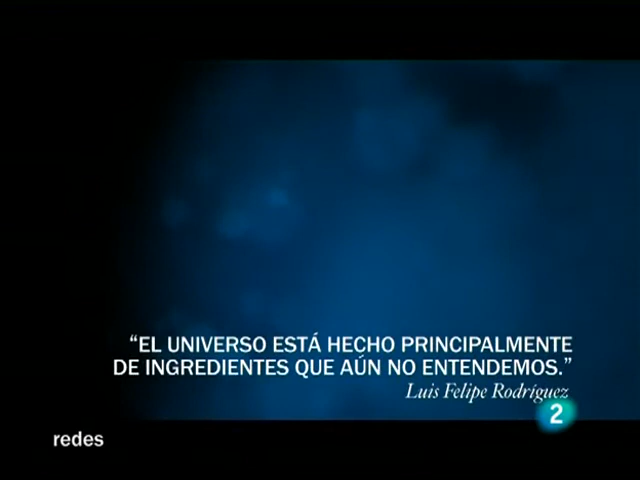 “EL UNIVERSO ESTÁ HECHO PRINCIPALMENTE
DE INGREDIENTES QUE AÚN NO ENTENDEMOS.”
Luis Felipe Rodríguez
2
redes